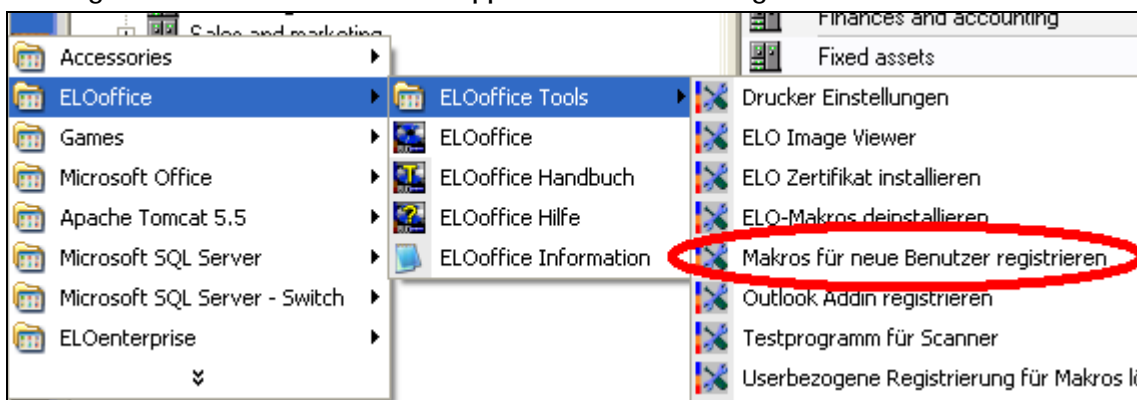 Sales and marketing
Finances and accounting
Fixed assets
Accessories
ELOoffice
Games
Microsoft Office
Apache Tomcat 5.5
Microsoft SQL Server
Microsoft SQL Server - Switch
ELOenterprise
ELOoffice Tools
ELOoffice
ELOoffice Handbuch
ELOoffice Hilfe
ELOoffice Information
Drucker Einstellungen
ELO Image Viewer
ELO Zertifikat installieren
ELO-Makros deinstallieren
Makros für neue Benutzer registrieren
Outlook Addin registrieren
Testprogramm für Scanner
Userbezogene Registrierung für Makros